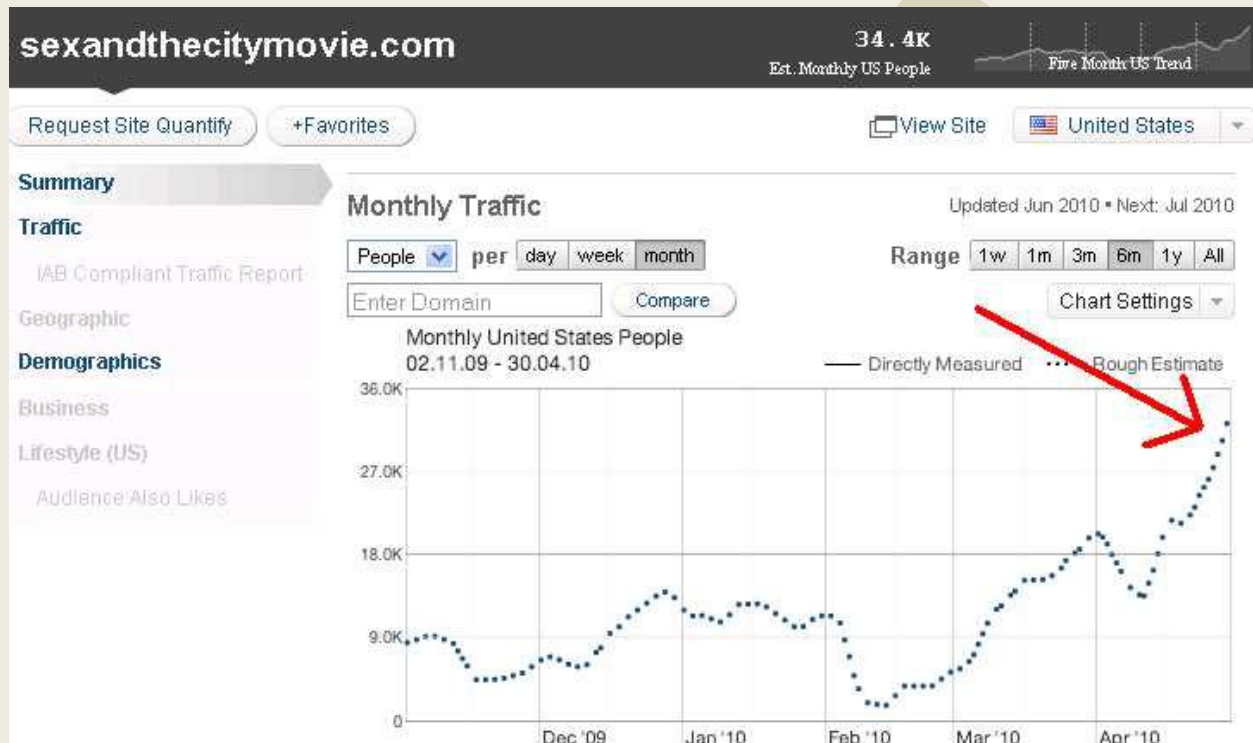 sexandthecitymovie.com
34.4K
Est. Monthly US People
Five Month US Trend
Request Site Quantify
+Favorites
View Site
United States
Summary
Traffic
IAB Compliant Traffic Report
Geographic
Demographics
Business
Lifestyle (US)
Audience Also Likes
Monthly Traffic
Updated Jun 2010 • Next: Jul 2010
People per day week month
Range 1w 1m 3m 6m 1y All
Enter Domain
Compare
Chart Settings
Monthly United States People
02.11.09 - 30.04.10
Directly Measured
Rough Estimate
36.0K
27.0K
18.0K
9.0K
0
Dec '09 Jan '10 Feb '10 Mar '10 Apr '10